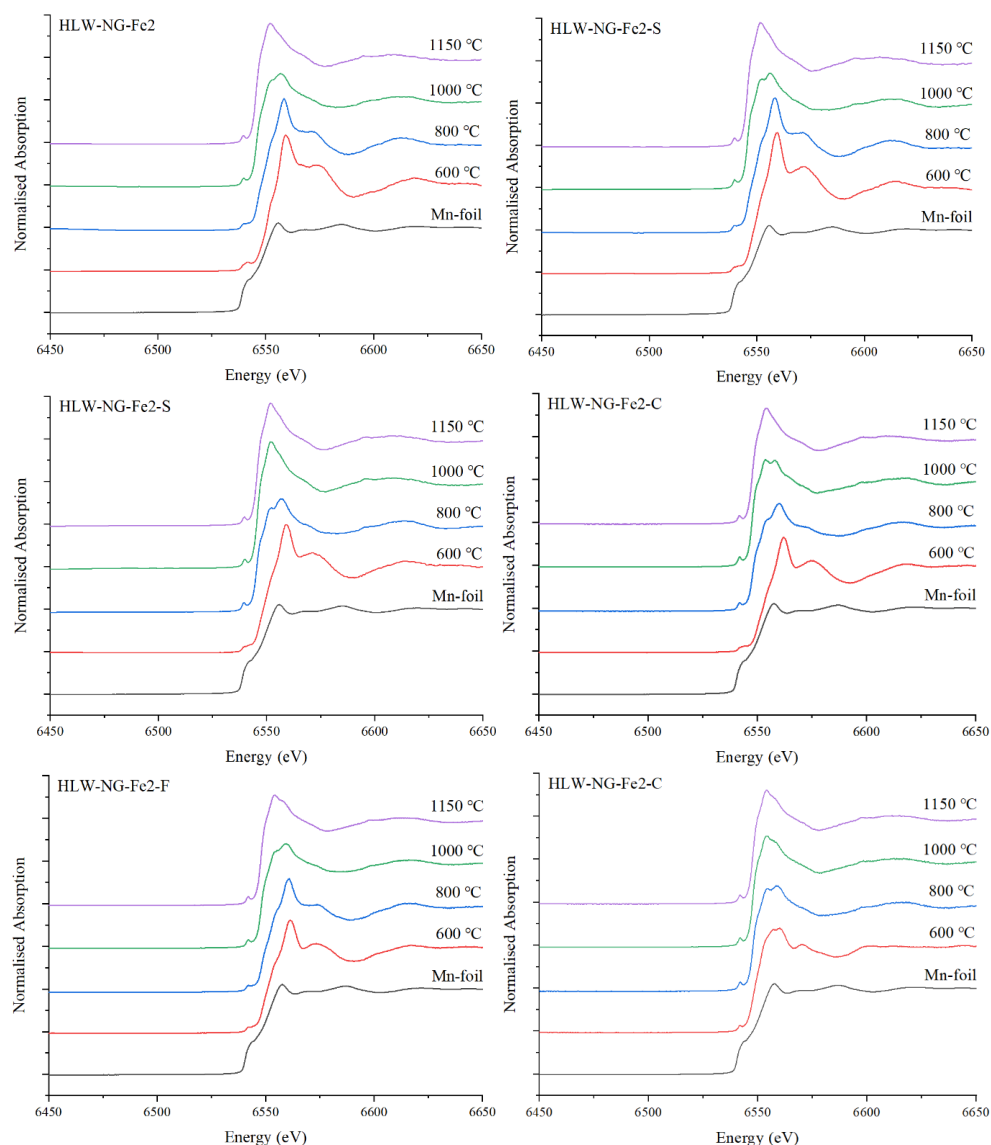 HLW-NG-Fe2
1150 ℃
1000 ℃
800 ℃
600 ℃
Mn-foil
Normalised Absorption
6450
6500
6550
6600
6650
Energy (eV)
HLW-NG-Fe2-S
1150 ℃
1000 ℃
800 ℃
600 ℃
Mn-foil
Normalised Absorption
6450
6500
6550
6600
6650
Energy (eV)
HLW-NG-Fe2-S
1150 ℃
1000 ℃
800 ℃
600 ℃
Mn-foil
Normalised Absorption
6450
6500
6550
6600
6650
Energy (eV)
HLW-NG-Fe2-C
1150 ℃
1000 ℃
800 ℃
600 ℃
Mn-foil
Normalised Absorption
6450
6500
6550
6600
6650
Energy (eV)
HLW-NG-Fe2-F
1150 ℃
1000 ℃
800 ℃
600 ℃
Mn-foil
Normalised Absorption
6450
6500
6550
6600
6650
Energy (eV)
HLW-NG-Fe2-C
1150 ℃
1000 ℃
800 ℃
600 ℃
Mn-foil
Normalised Absorption
6450
6500
6550
6600
6650
Energy (eV)